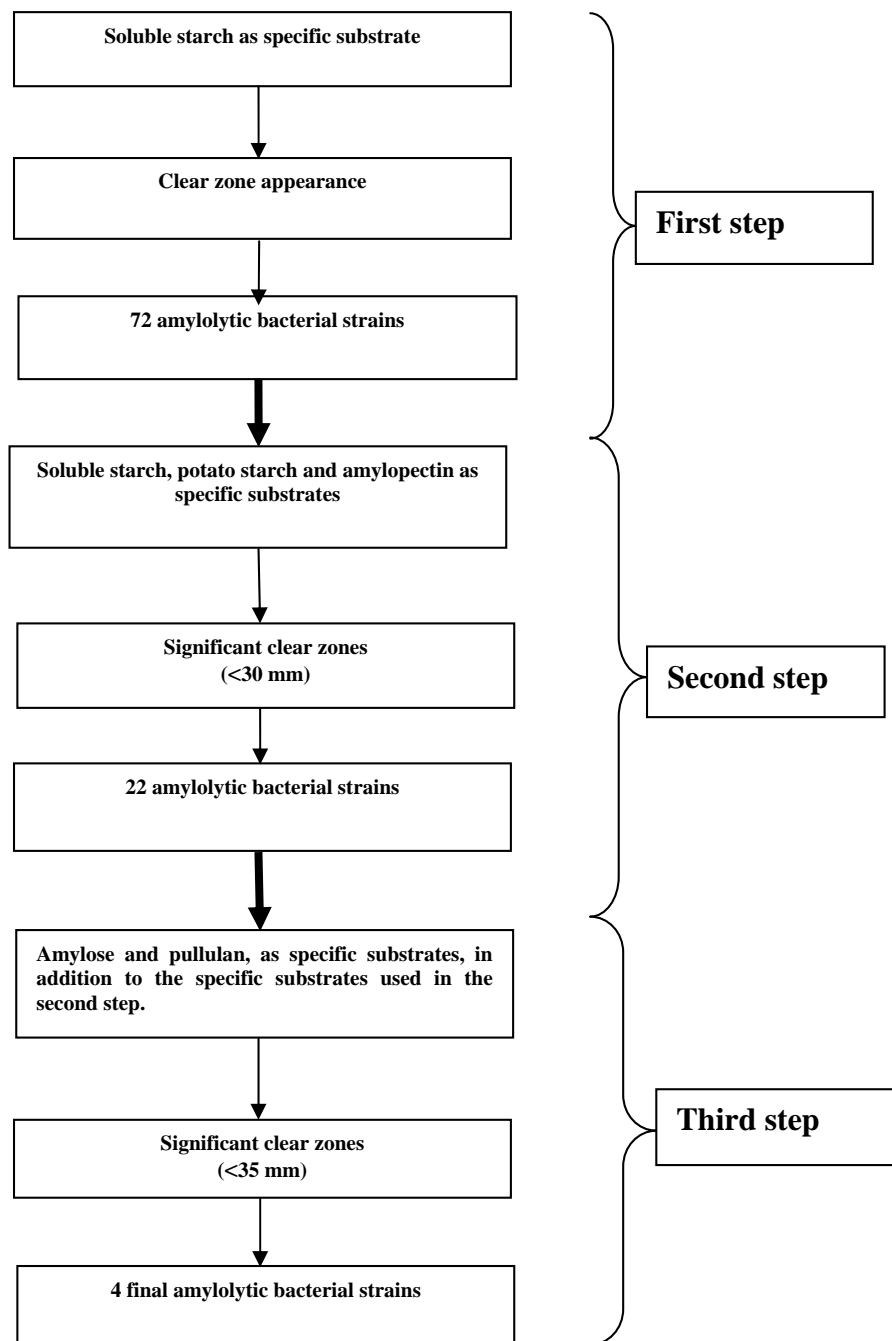 Soluble starch as specific substrate
Clear zone appearance
First step
72 amylolytic bacterial strains
Soluble starch, potato starch and amylopectin as
specific substrates
Significant clear zones
(<30 mm)
Second step
22 amylolytic bacterial strains
Amylose and pullulan, as specific substrates, in
addition to the specific substrates used in the
second step.
Significant clear zones
(<35 mm)
Third step
4 final amylolytic bacterial strains